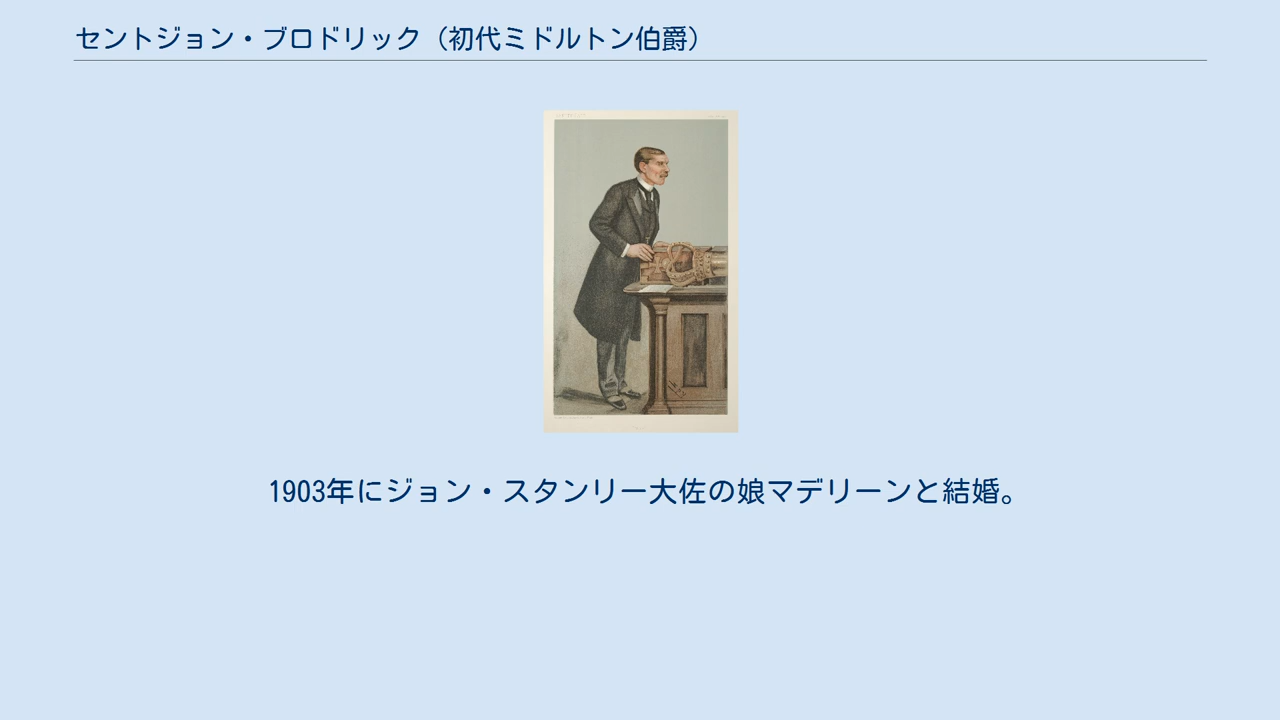 セントジョン・ブロドリック（初代ミドルトン伯爵）
1903年にジョン・スタンリー大佐の娘マデリーンと結婚。